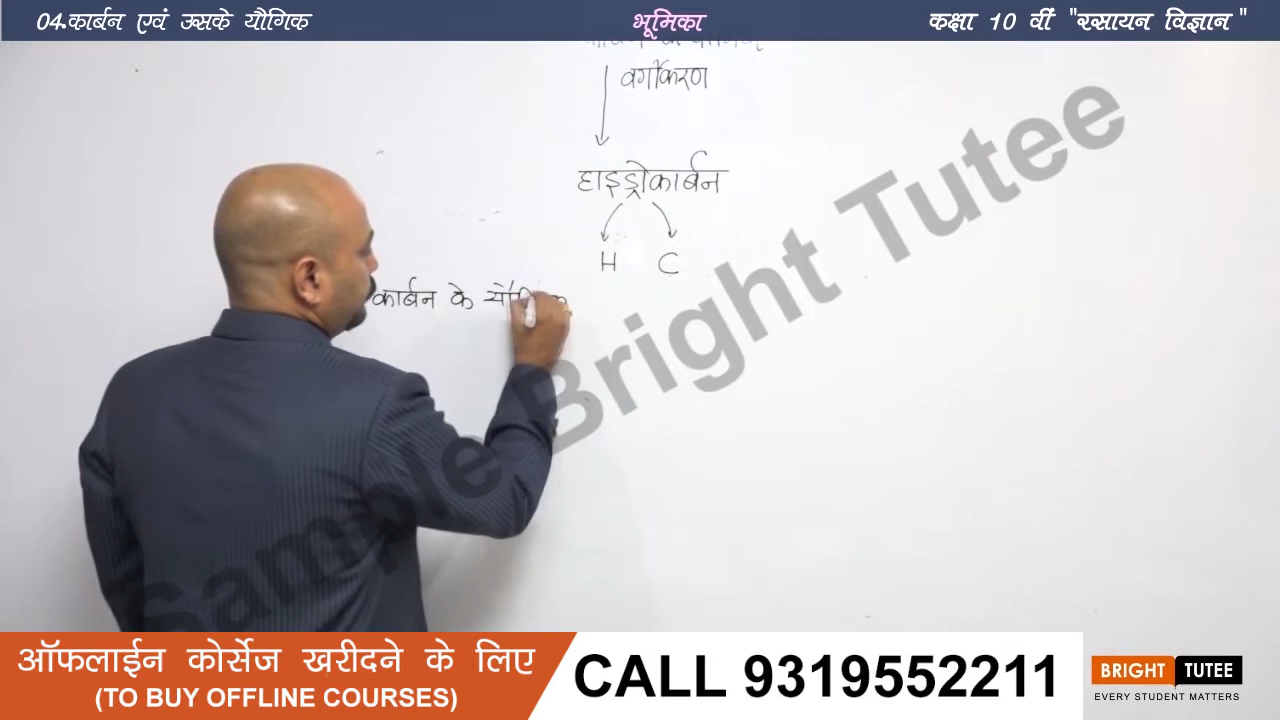 04.कार्बन एवं उसके यौगिक
भूमिका
कक्षा 10 वीं "रसायन विज्ञान"
वर्गीकरण
हाइड्रोकार्बन
H C
कार्बन के
Sample Bright Tutee
ऑफलाईन कोर्सेज खरीदने के लिए
(TO BUY OFFLINE COURSES)
CALL 9319552211
BRIGHT TUTEE
EVERY STUDENT MATTERS